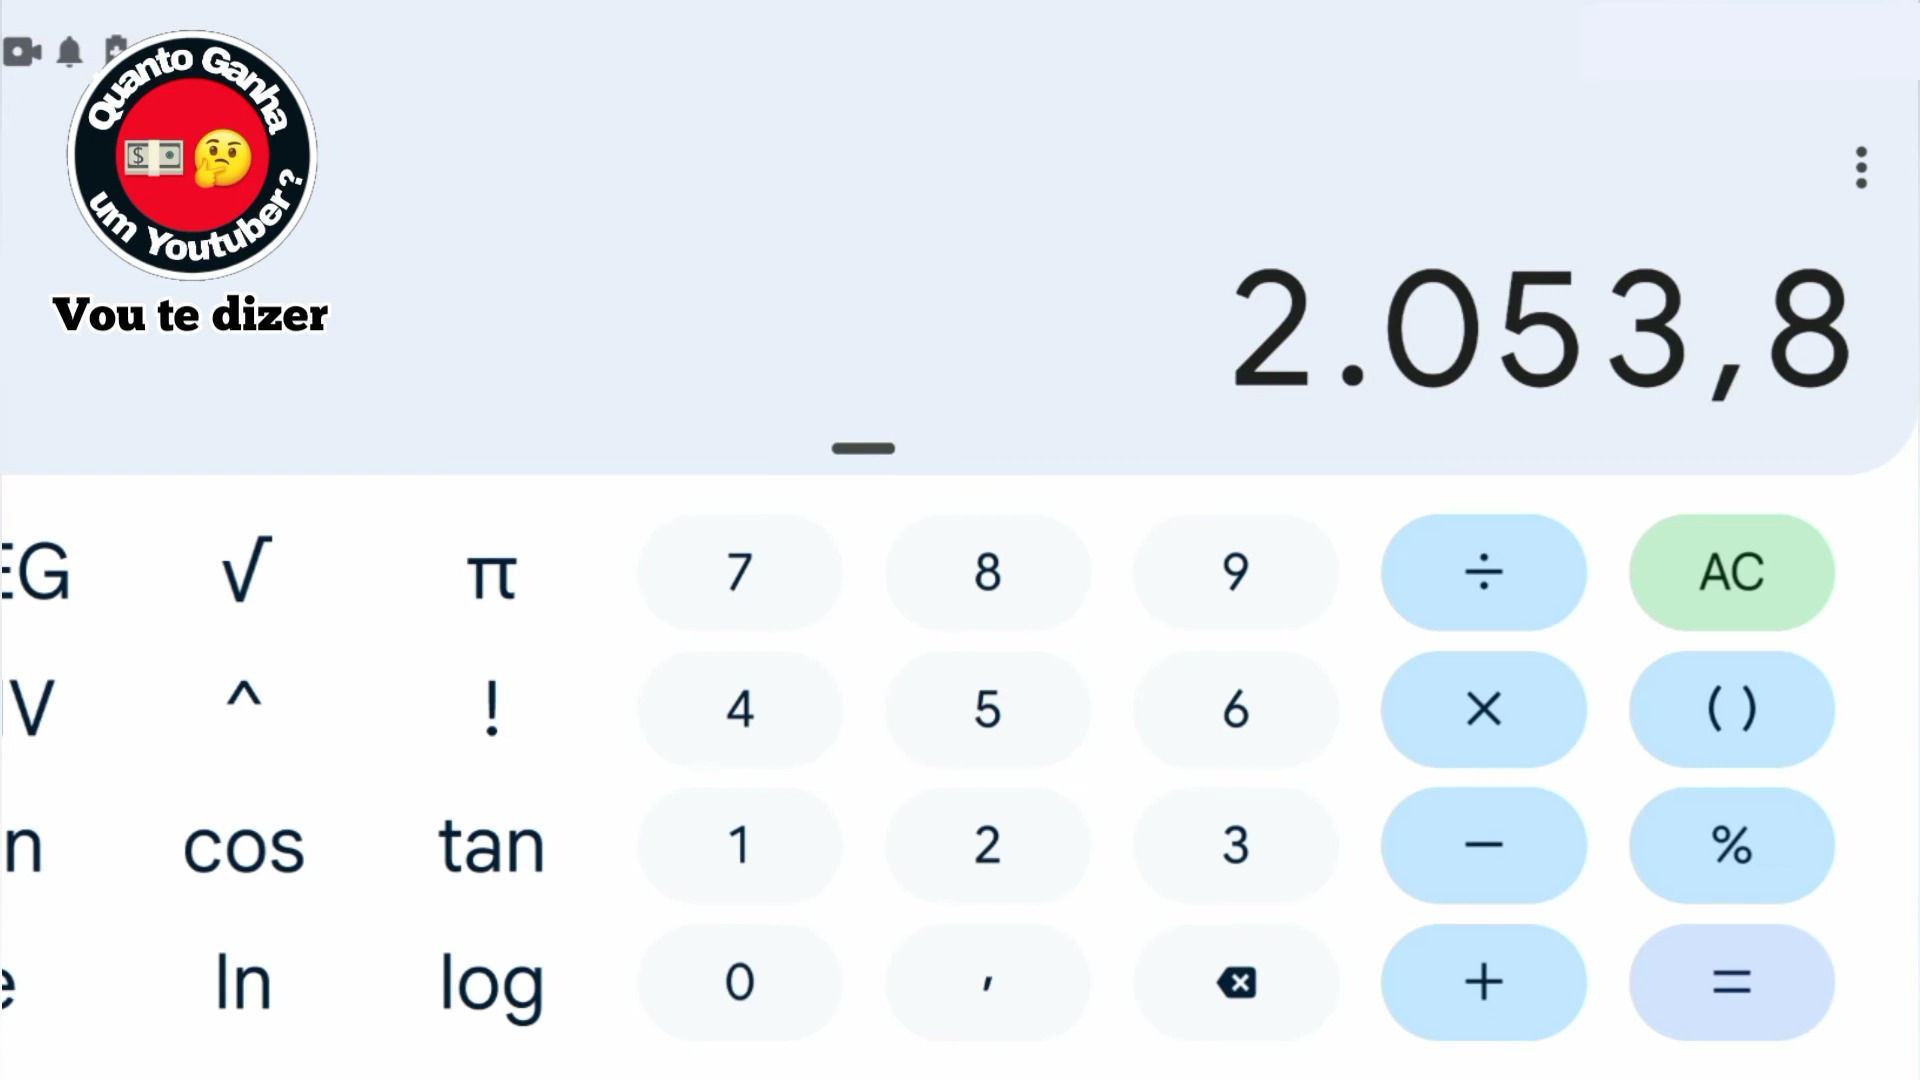 Quanto Ganha
um Youtuber?
Vou te dizer
2.053,8
EG √ π 7 8 9 ÷ AC
V ^ ! 4 5 6 × ( )
n cos tan 1 2 3 − %
e ln log 0 , + =